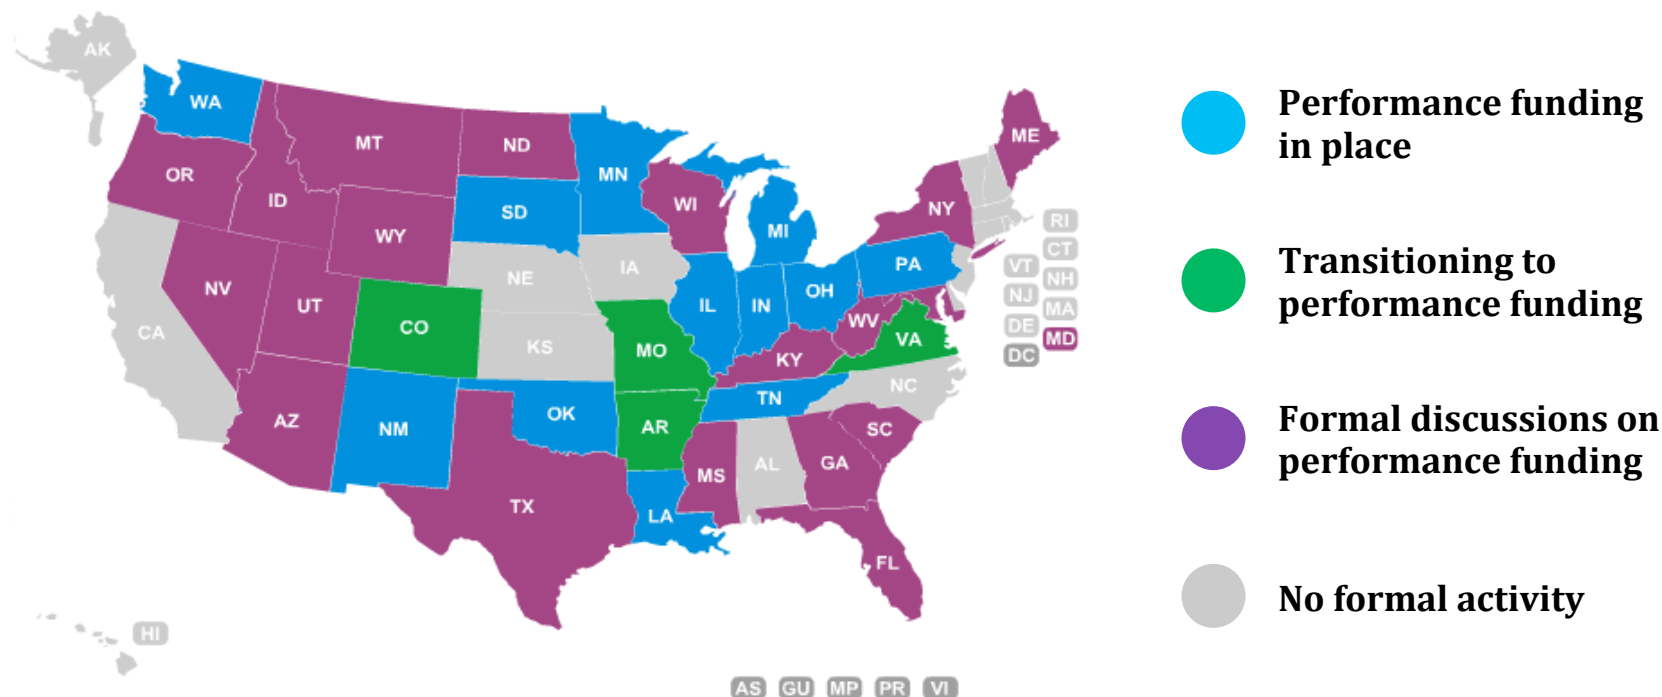 AK
WA
MT
ND
MN
ME
OR
ID
SD
WI
NY
WY
MI
RI
CT
VT
NH
NJ
MA
DE
MD
DC
NE
IA
PA
NV
UT
CO
IL
IN
OH
WV
VA
CA
KS
MO
KY
NC
AZ
NM
OK
AR
TN
SC
MS
AL
GA
TX
LA
FL
HI
AS
GU
MP
PR
VI
Performance funding
in place
Transitioning to
performance funding
Formal discussions on
performance funding
No formal activity